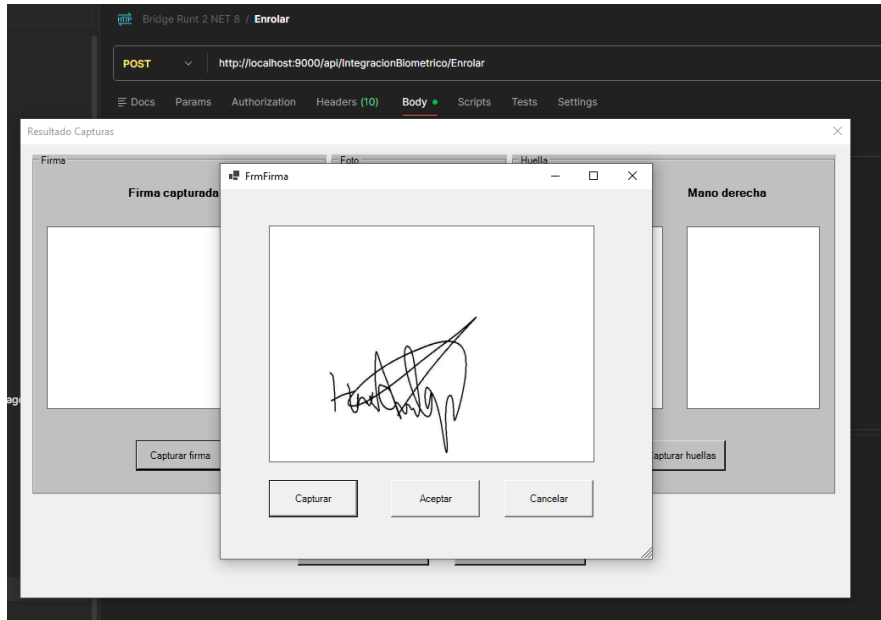 HTTP Bridge Runt 2 NET 8 / Enrolar
POST http://localhost:9000/api/IntegracionBiometrico/Enrolar
Docs Params Authorization Headers (10) Body Scripts Tests Settings
Resultado Capturas
Firma Foto Huella
FrmFirma
Firma capturada Mano derecha
Capturar firma apturar huellas
Capturar Aceptar Cancelar